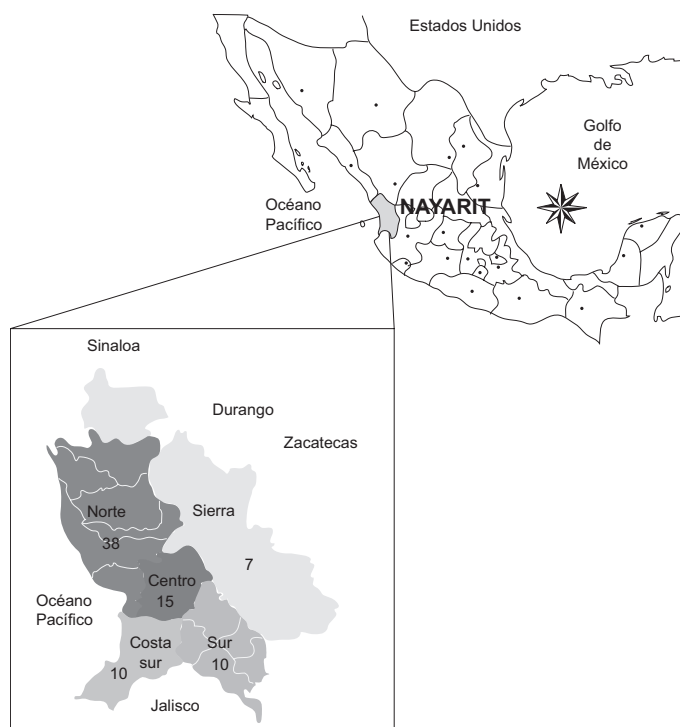 Estados Unidos
Golfo
de
México
Océano
Pacífico
NAYARIT
Sinaloa
Durango
Zacatecas
Norte
38
Sierra
7
Centro
15
Océano
Pacífico
Costa
sur
10
Sur
10
Jalisco